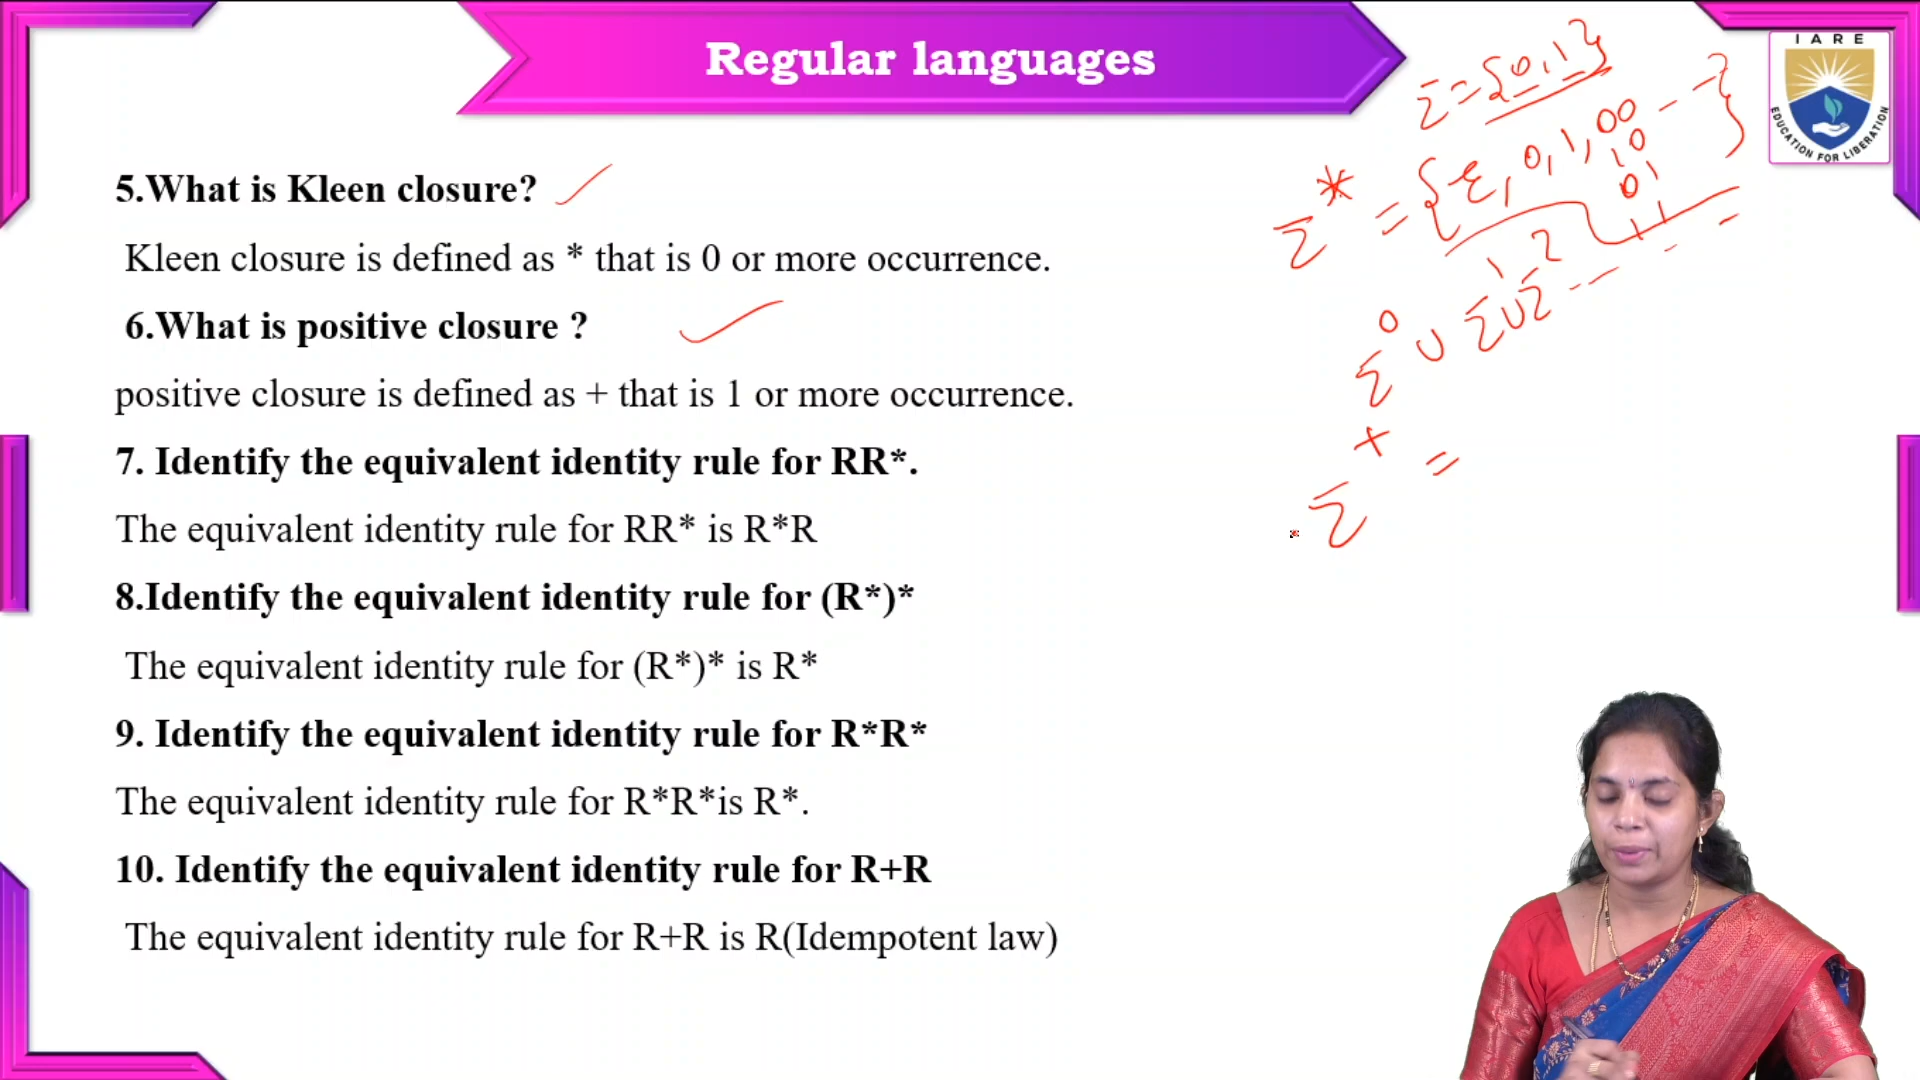 Regular languages
IARE
EDUCATION FOR LIBERATION
5.What is Kleen closure?
Kleen closure is defined as * that is 0 or more occurrence.
6.What is positive closure ?
positive closure is defined as + that is 1 or more occurrence.
7. Identify the equivalent identity rule for RR*.
The equivalent identity rule for RR* is R*R
8.Identify the equivalent identity rule for (R*)*
The equivalent identity rule for (R*)* is R*
9. Identify the equivalent identity rule for R*R*
The equivalent identity rule for R*R*is R*.
10. Identify the equivalent identity rule for R+R
The equivalent identity rule for R+R is R(Idempotent law)
Σ={0,1}
Σ* = {ε, 0, 1, 00 - -}
10
01
11
Σ⁰ ∪ Σ¹ ∪ Σ² - - - - -
Σ⁺ =